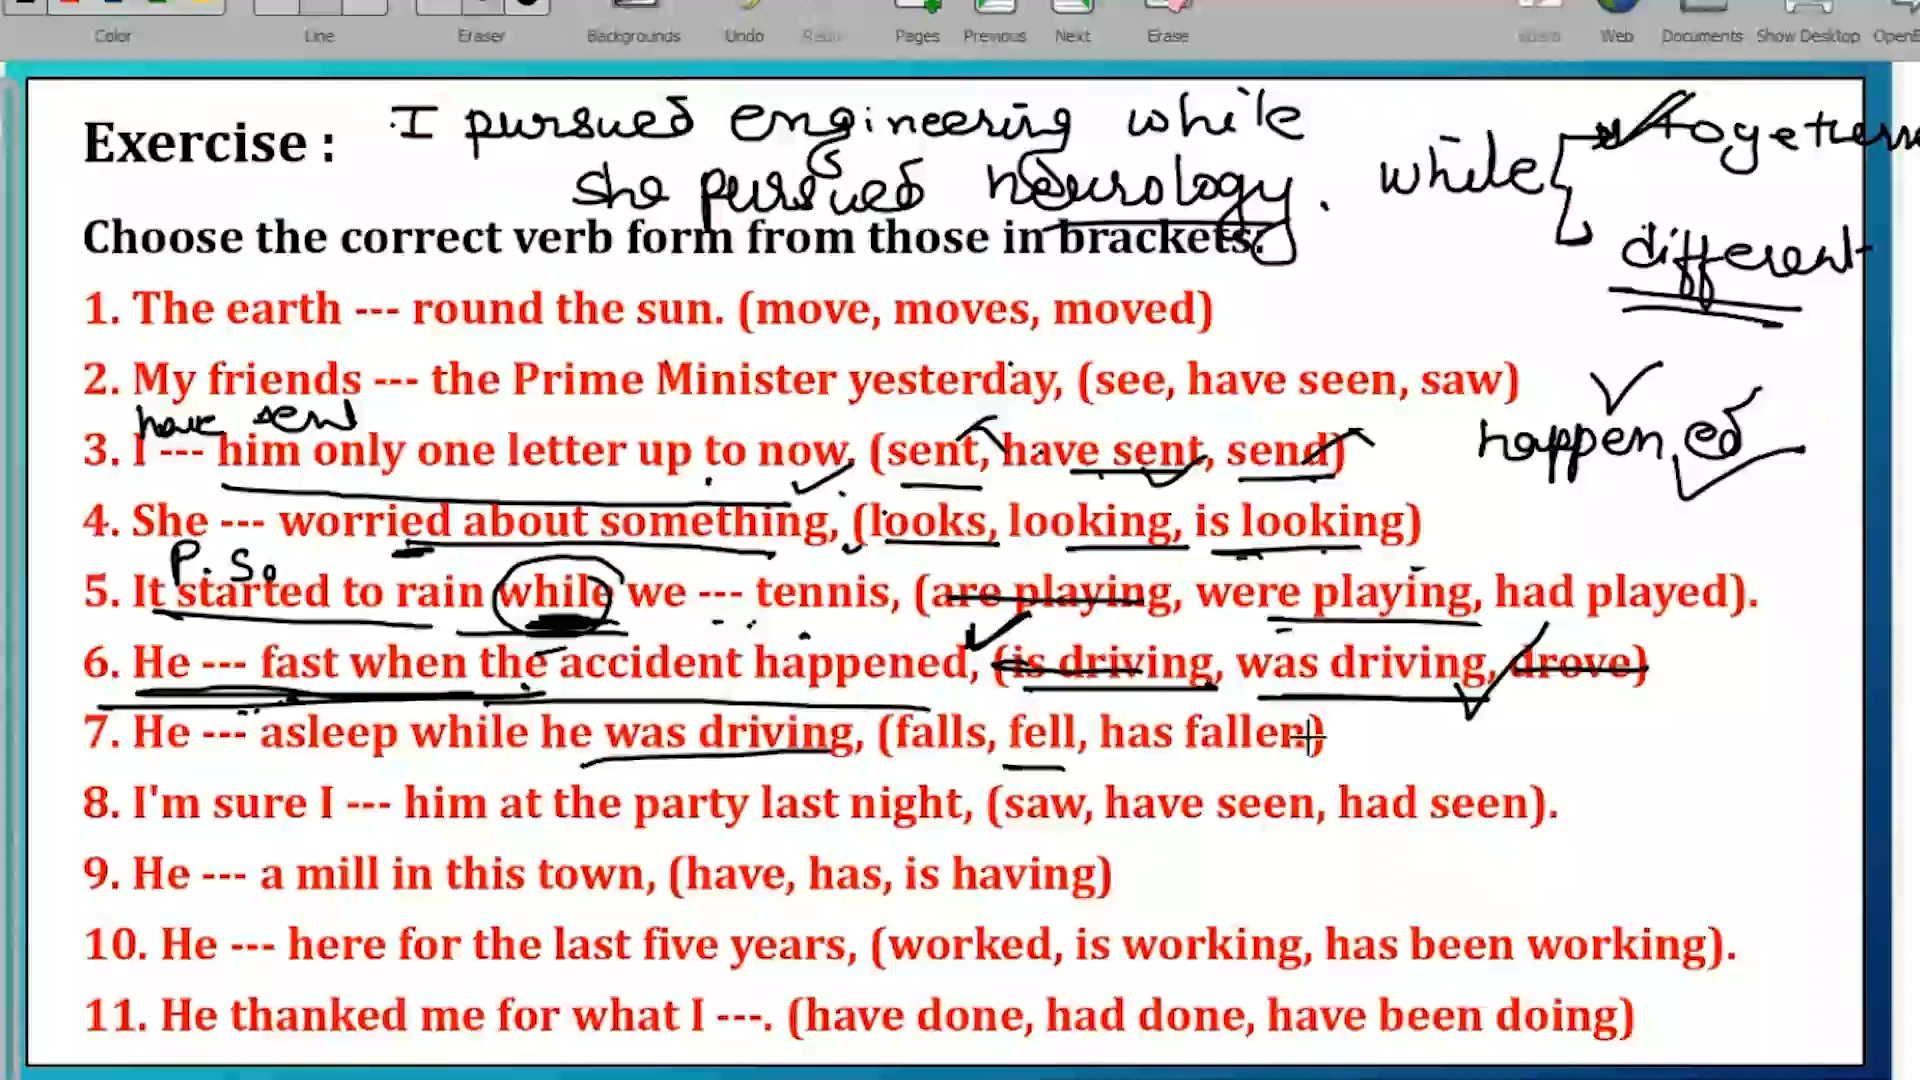 Color Line Eraser Backgrounds Undo Redo Pages Previous Next Erase Board Web Documents Show Desktop
Exercise : I pursued engineering while
she pursued neurology.
while
together
different
Choose the correct verb form from those in brackets.
1. The earth --- round the sun. (move, moves, moved)
2. My friends --- the Prime Minister yesterday, (see, have seen, saw)
have sent
3. I --- him only one letter up to now, (sent, have sent, send)
happened
4. She --- worried about something, (looks, looking, is looking)
P. S.
5. It started to rain while we --- tennis, (are playing, were playing, had played).
6. He --- fast when the accident happened, (is driving, was driving, drove)
7. He --- asleep while he was driving, (falls, fell, has fallen)
8. I'm sure I --- him at the party last night, (saw, have seen, had seen).
9. He --- a mill in this town, (have, has, is having)
10. He --- here for the last five years, (worked, is working, has been working).
11. He thanked me for what I ---. (have done, had done, have been doing)